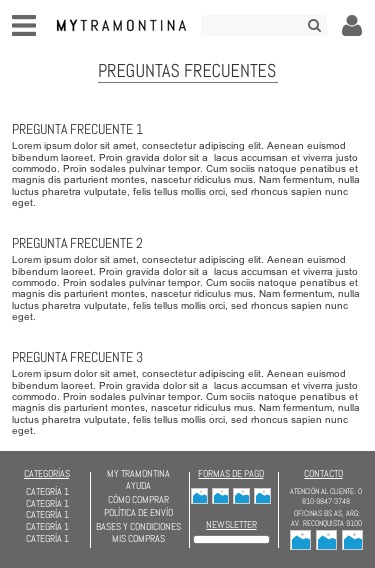 MYTRAMONTINA
PREGUNTAS FRECUENTES
PREGUNTA FRECUENTE 1
Lorem ipsum dolor sit amet, consectetur adipiscing elit. Aenean euismod
bibendum laoreet. Proin gravida dolor sit a  lacus accumsan et viverra justo
commodo. Proin sodales pulvinar tempor. Cum sociis natoque penatibus et
magnis dis parturient montes, nascetur ridiculus mus. Nam fermentum, nulla
luctus pharetra vulputate, felis tellus mollis orci, sed rhoncus sapien nunc
eget.
PREGUNTA FRECUENTE 2
Lorem ipsum dolor sit amet, consectetur adipiscing elit. Aenean euismod
bibendum laoreet. Proin gravida dolor sit a  lacus accumsan et viverra justo
commodo. Proin sodales pulvinar tempor. Cum sociis natoque penatibus et
magnis dis parturient montes, nascetur ridiculus mus. Nam fermentum, nulla
luctus pharetra vulputate, felis tellus mollis orci, sed rhoncus sapien nunc
eget.
PREGUNTA FRECUENTE 3
Lorem ipsum dolor sit amet, consectetur adipiscing elit. Aenean euismod
bibendum laoreet. Proin gravida dolor sit a  lacus accumsan et viverra justo
commodo. Proin sodales pulvinar tempor. Cum sociis natoque penatibus et
magnis dis parturient montes, nascetur ridiculus mus. Nam fermentum, nulla
luctus pharetra vulputate, felis tellus mollis orci, sed rhoncus sapien nunc
eget.
CATEGORÍAS
CATEGRÍA 1
CATEGRÍA 1
CATEGRÍA 1
CATEGRÍA 1
CATEGRÍA 1
MY TRAMONTINA
AYUDA
CÓMO COMPRAR
POLÍTICA DE ENVÍO
BASES Y CONDICIONES
MIS COMPRAS
FORMAS DE PAGO
NEWSLETTER
CONTACTO
ATENCIÓN AL CLIENTE: 0
810-9847-3748
OFICINAS BS AS, ARG:
AV. RECONQUISTA 9100